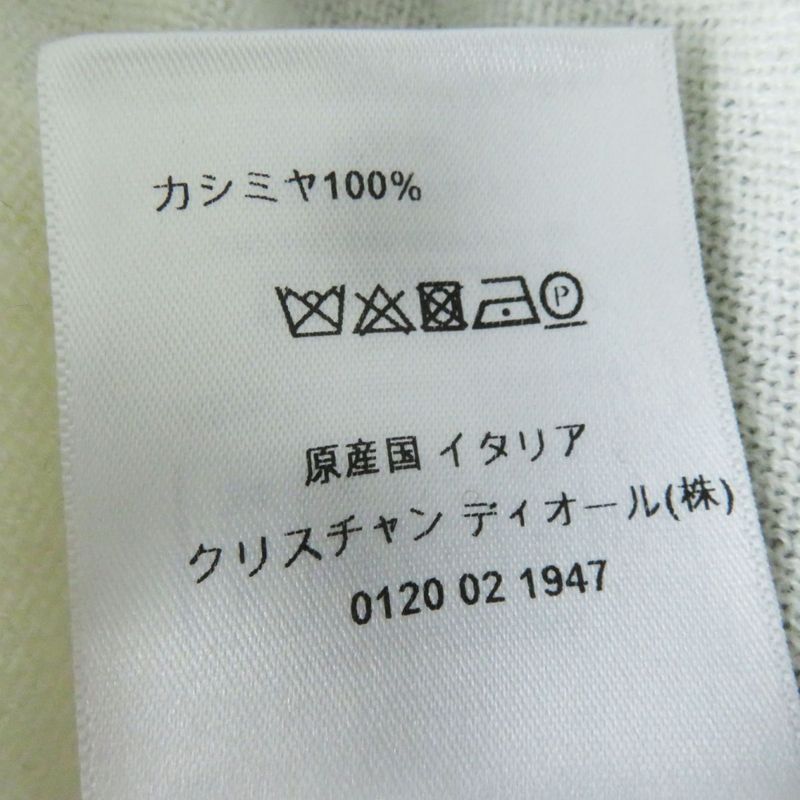 カシミヤ100%
P
原産国 イタリア
クリスチャン ディオール(株)
0120 02 1947